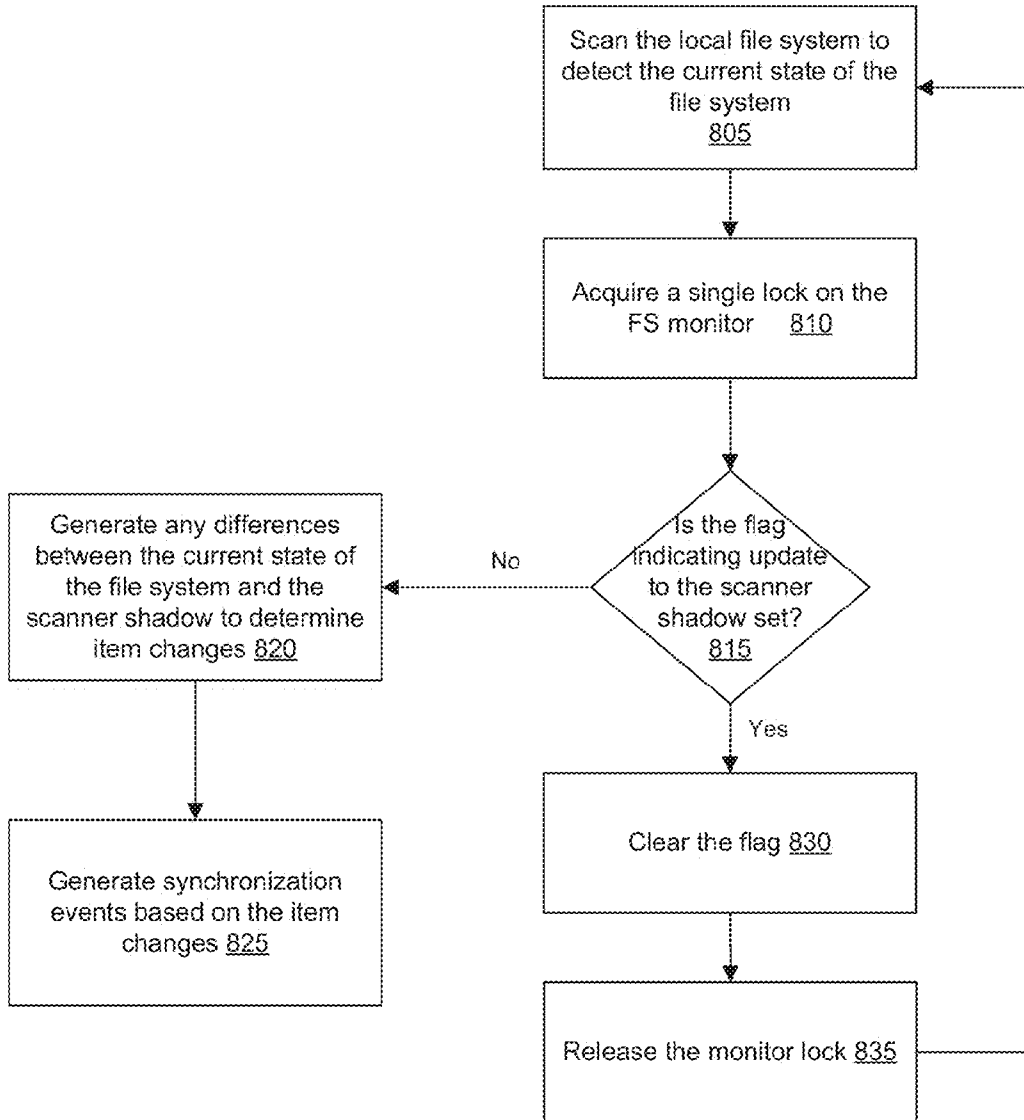 Scan the local file system to
detect the current state of the
file system
805
Acquire a single lock on the
FS monitor 810
Is the flag
indicating update
to the scanner
shadow set?
815
No
Generate any differences
between the current state of
the file system and the
scanner shadow to determine
item changes 820
Yes
Generate synchronization
events based on the item
changes 825
Clear the flag 830
Release the monitor lock 835